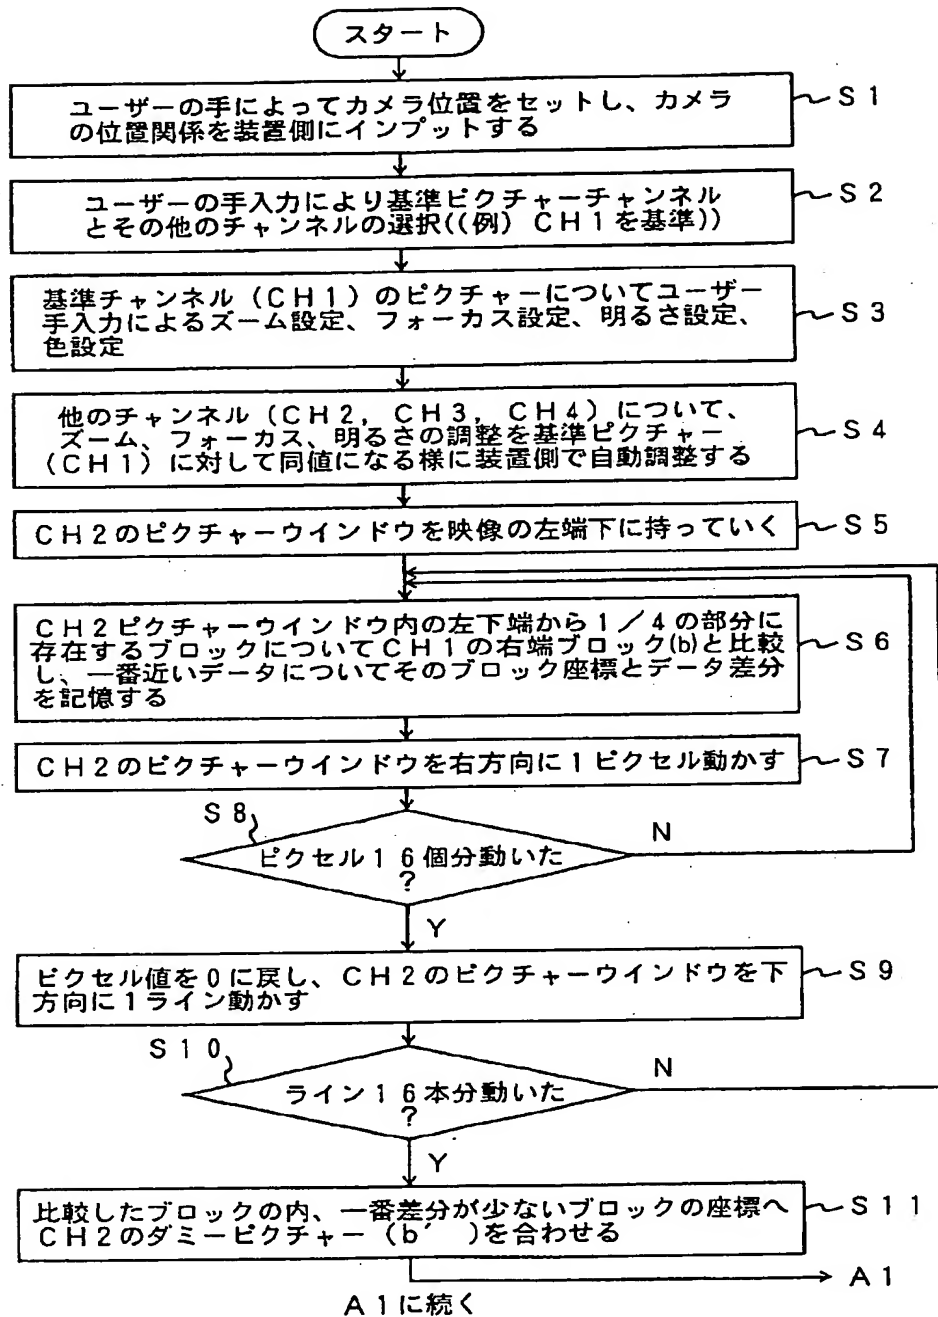 スタート
ユーザーの手によってカメラ位置をセットし、カメラ
の位置関係を装置側にインプットする
S1
ユーザーの手入力により基準ピクチャーチャンネル
とその他のチャンネルの選択((例)CH1を基準))
S2
基準チャンネル(CH1)のピクチャーについてユーザー
手入力によるズーム設定、フォーカス設定、明るさ設定、
色設定
S3
他のチャンネル(CH2,CH3,CH4)について、
ズーム、フォーカス、明るさの調整を基準ピクチャー
(CH1)に対して同値になる様に装置側で自動調整する
S4
CH2のピクチャーウインドウを映像の左端下に持っていく
S5
CH2ピクチャーウインドウ内の左下端から1/4の部分に
存在するブロックについてCH1の右端ブロック(b)と比較
し、一番近いデータについてそのブロック座標とデータ差分
を記憶する
S6
CH2のピクチャーウインドウを右方向に1ピクセル動かす
S7
S8
ピクセル16個分動いた
?
N
Y
ピクセル値を0に戻し、CH2のピクチャーウインドウを下
方向に1ライン動かす
S9
S10
ライン16本分動いた
?
N
Y
比較したブロックの内、一番差分が少ないブロックの座標へ
CH2のダミーピクチャー(b′ )を合わせる
S11
A1
A1に続く